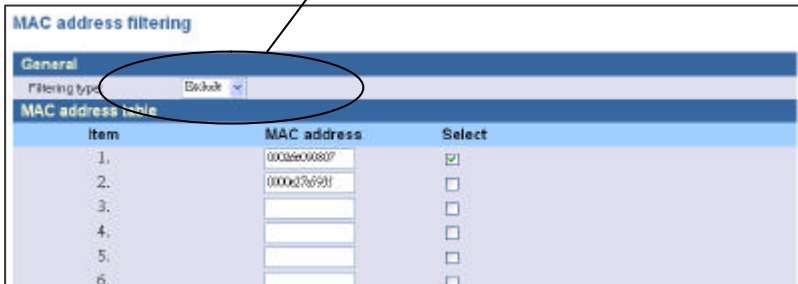 MAC address filtering
General
Filtering type Exclude
MAC address table
Item MAC address Select
1.
2.
3.
4.
5.
6.